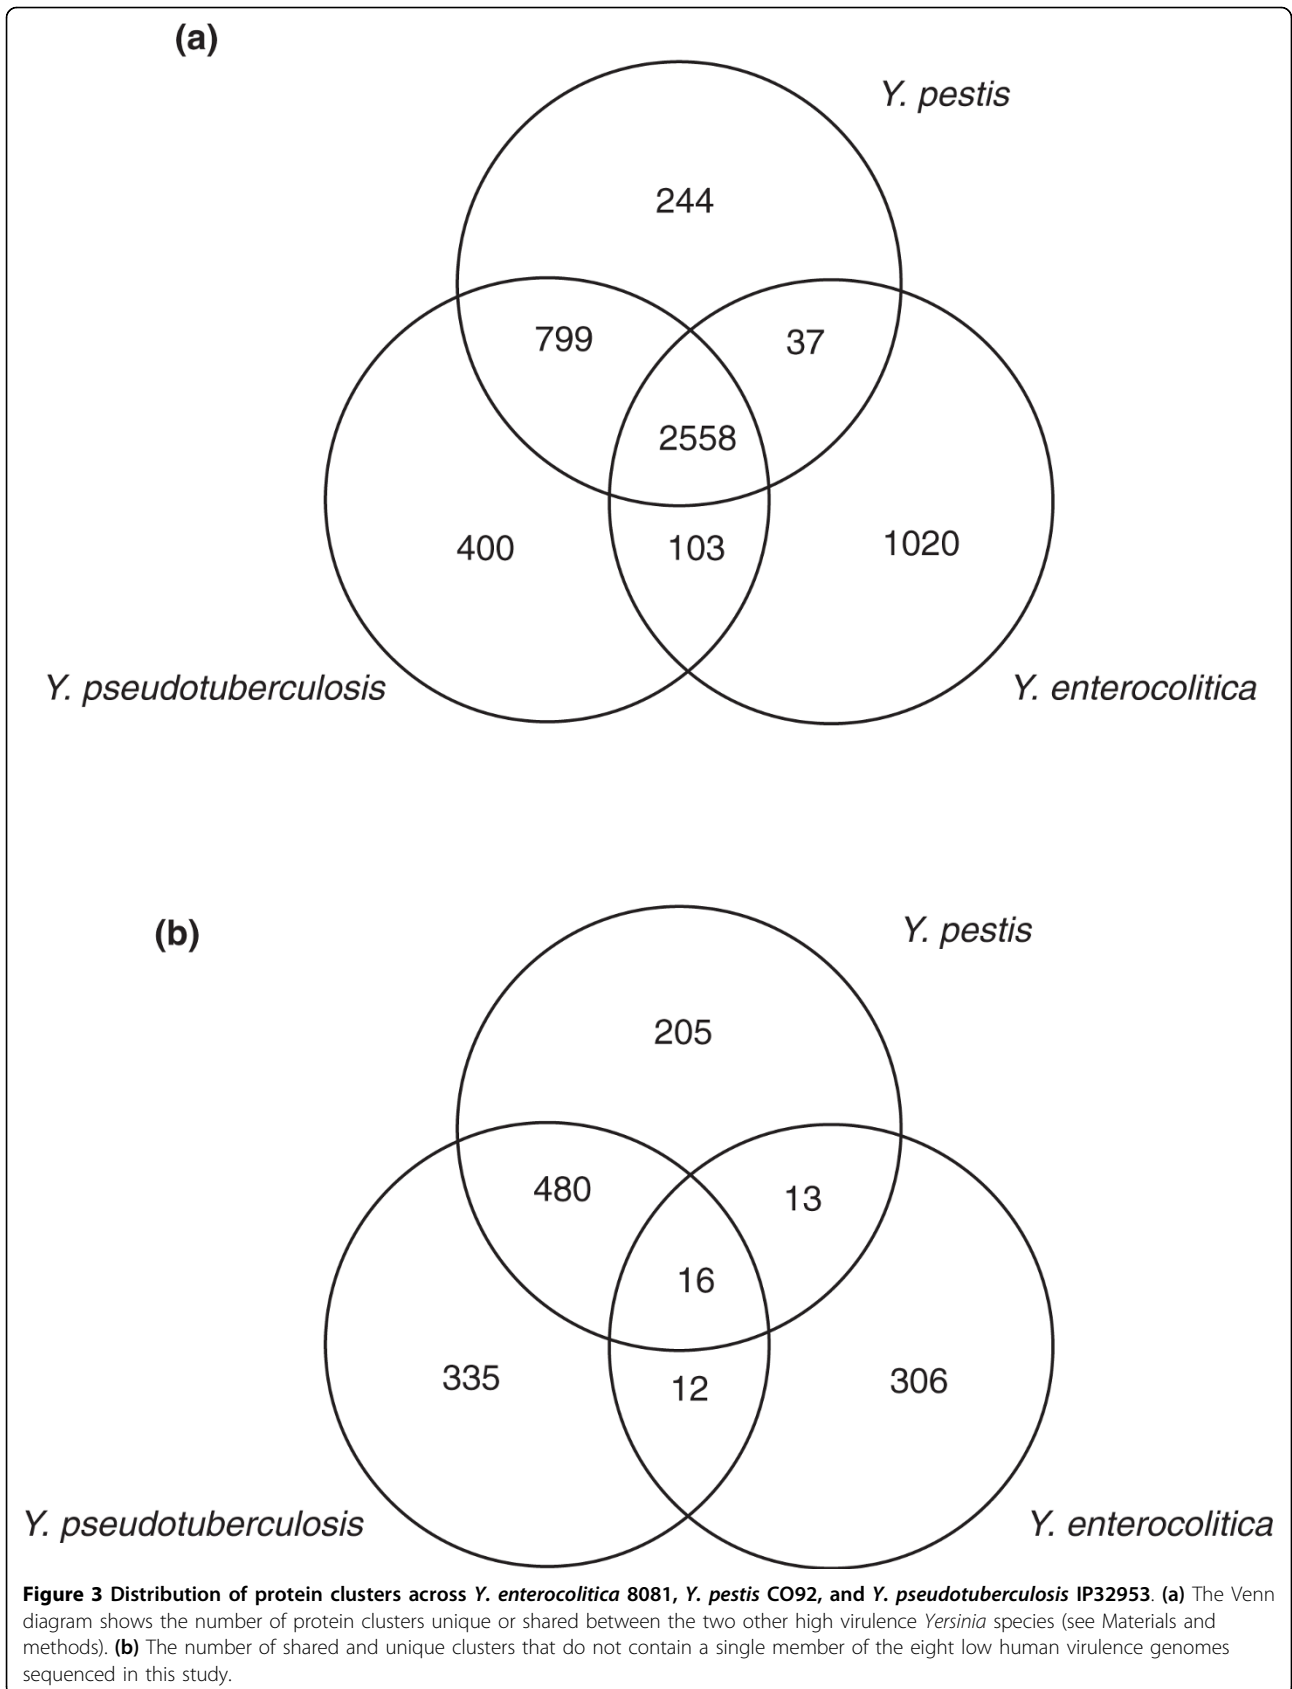 (a)
Y. pestis
244
799
37
2558
400
103
1020
Y. pseudotuberculosis
Y. enterocolitica
(b)
Y. pestis
205
480
13
16
335
12
306
Y. pseudotuberculosis
Y. enterocolitica
Figure 3 Distribution of protein clusters across Y. enterocolitica 8081, Y. pestis CO92, and Y. pseudotuberculosis IP32953. (a) The Venn
diagram shows the number of protein clusters unique or shared between the two other high virulence Yersinia species (see Materials and
methods). (b) The number of shared and unique clusters that do not contain a single member of the eight low human virulence genomes
sequenced in this study.